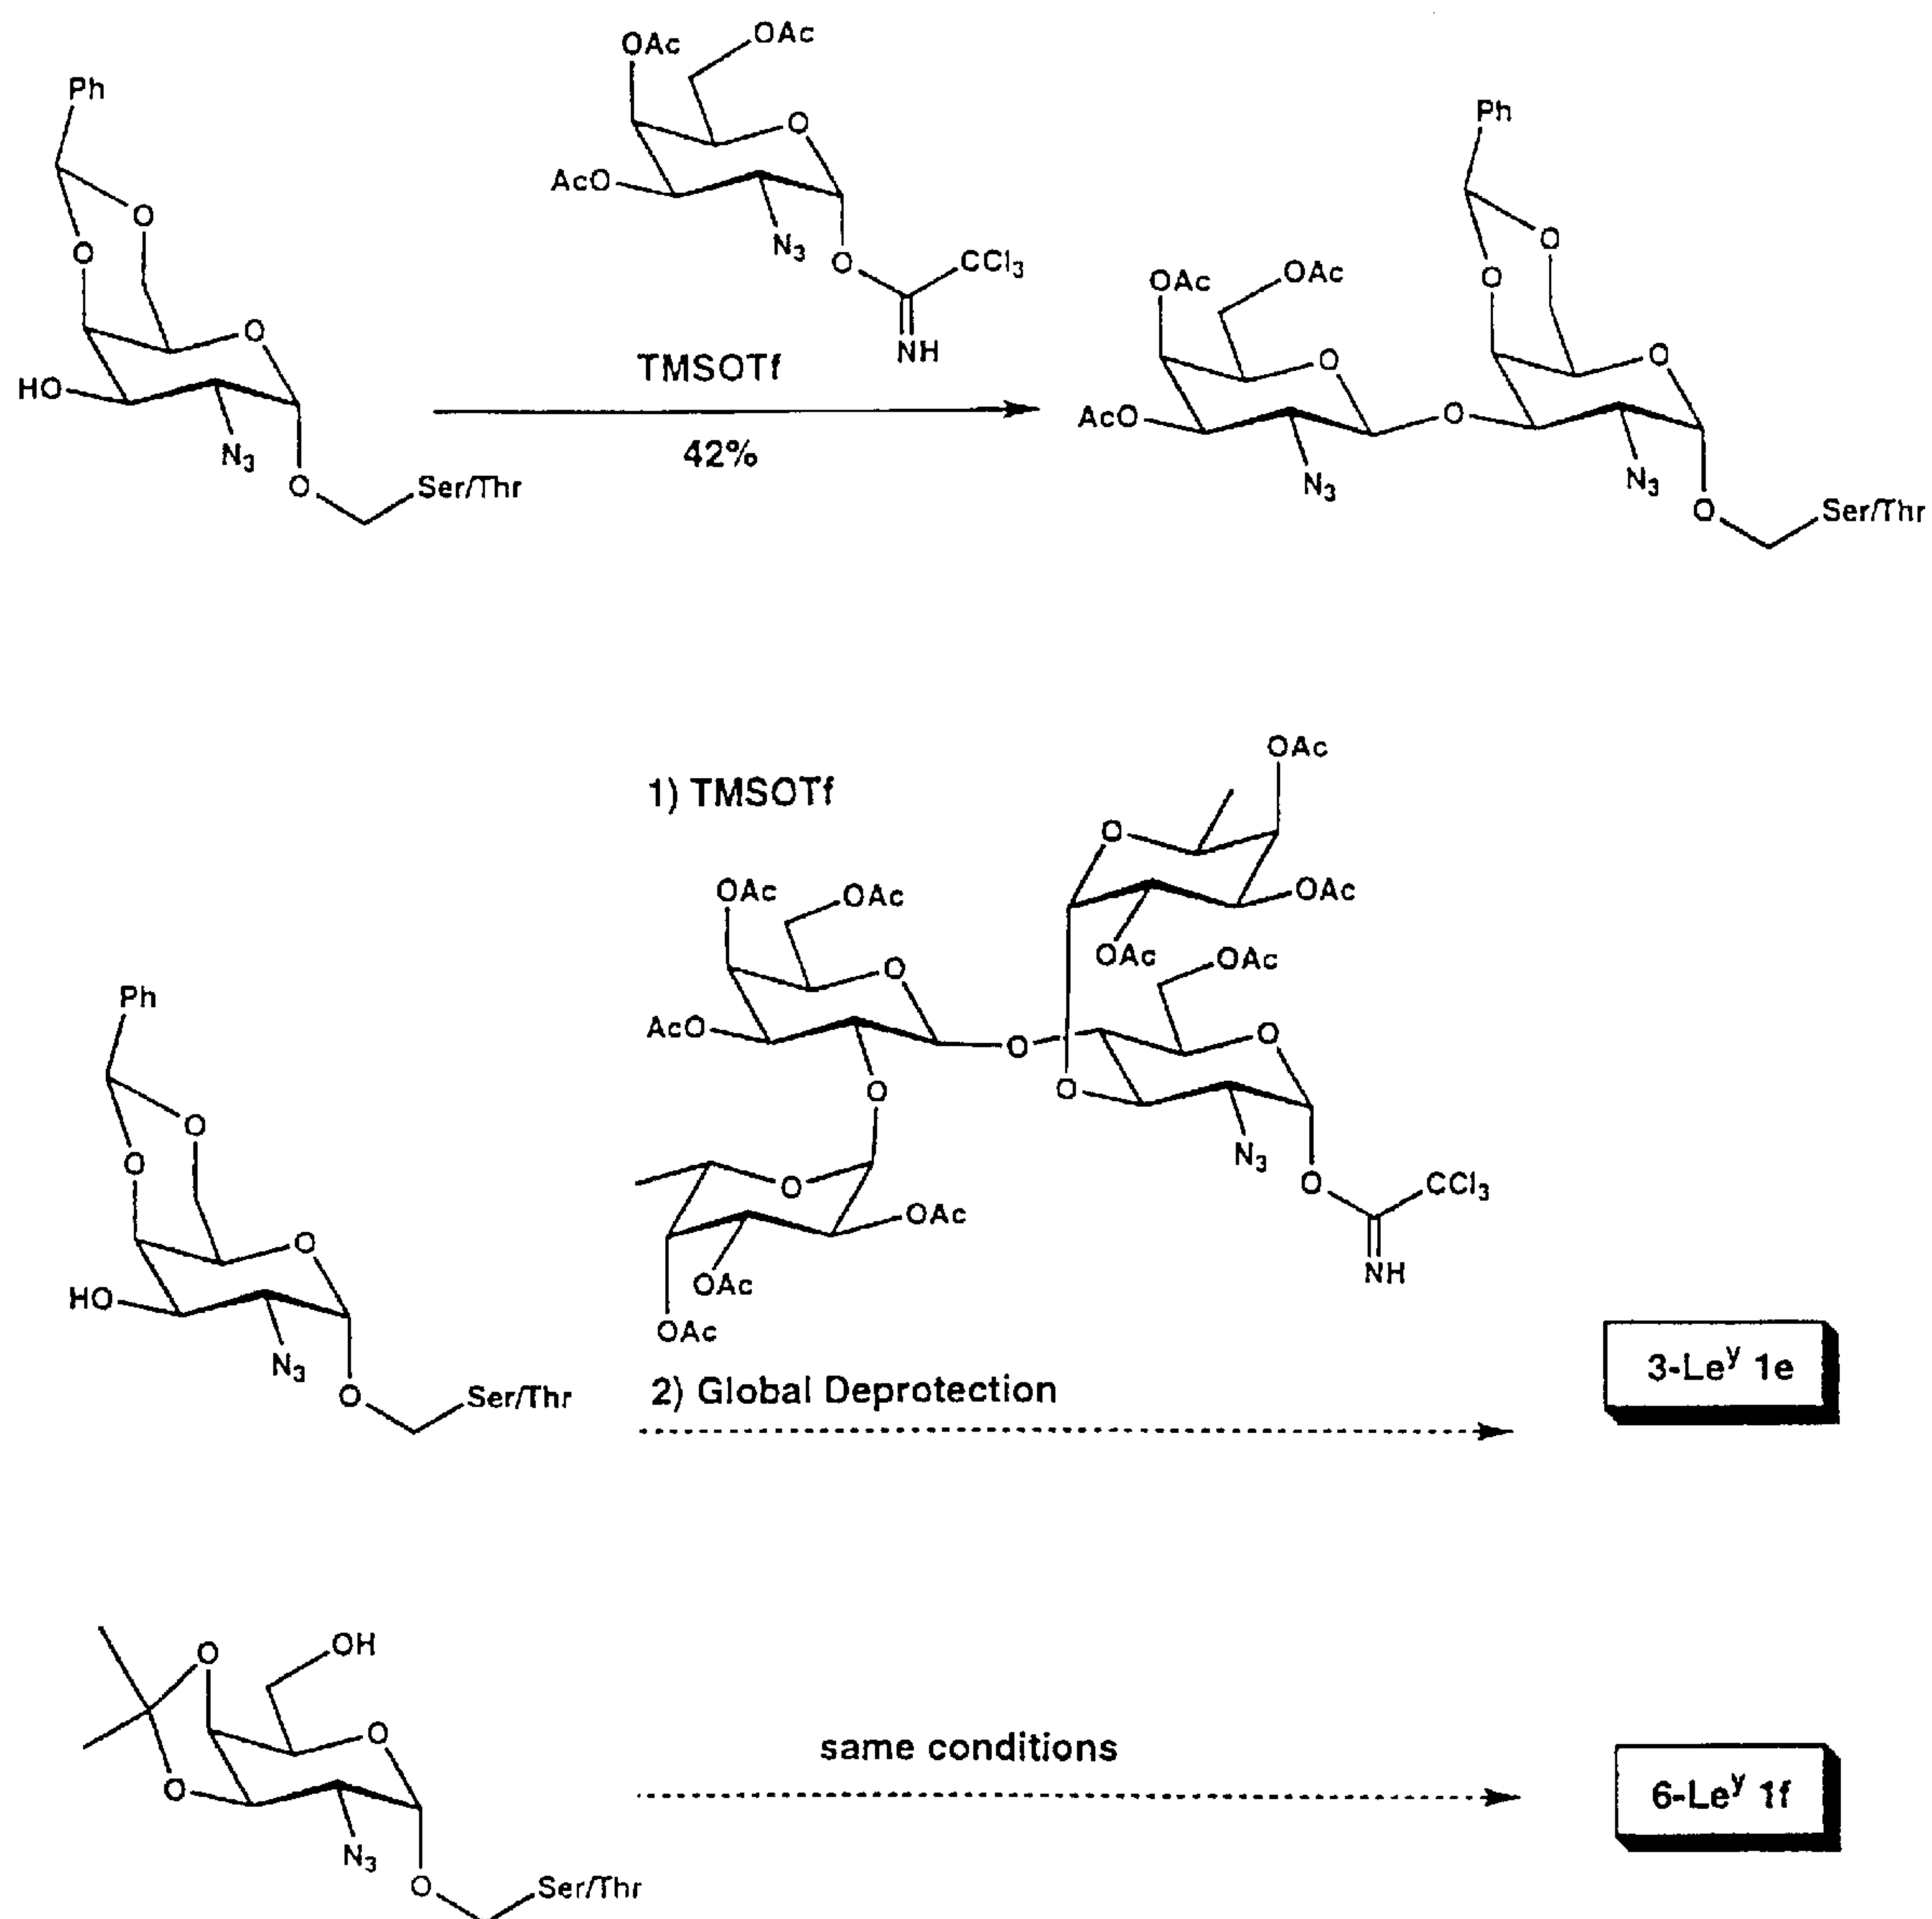 OAc
OAc
Ph
O
AcO
O
O
N₃
O
CCl₃
NH
O
HO
N₃
O
Ser/Thr
TMSOTf
42%
Ph
O
O
OAc
OAc
O
O
AcO
O
N₃
N₃
O
Ser/Thr
1) TMSOTf
OAc
O
OAc
OAc
OAc
OAc
OAc
O
AcO
O
O
O
O
N₃
O
CCl₃
NH
O
OAc
OAc
OAc
Ph
O
O
O
HO
N₃
O
Ser/Thr
2) Global Deprotection
3-Leʸ 1e
O
OH
O
O
N₃
O
Ser/Thr
same conditions
6-Leʸ 1f